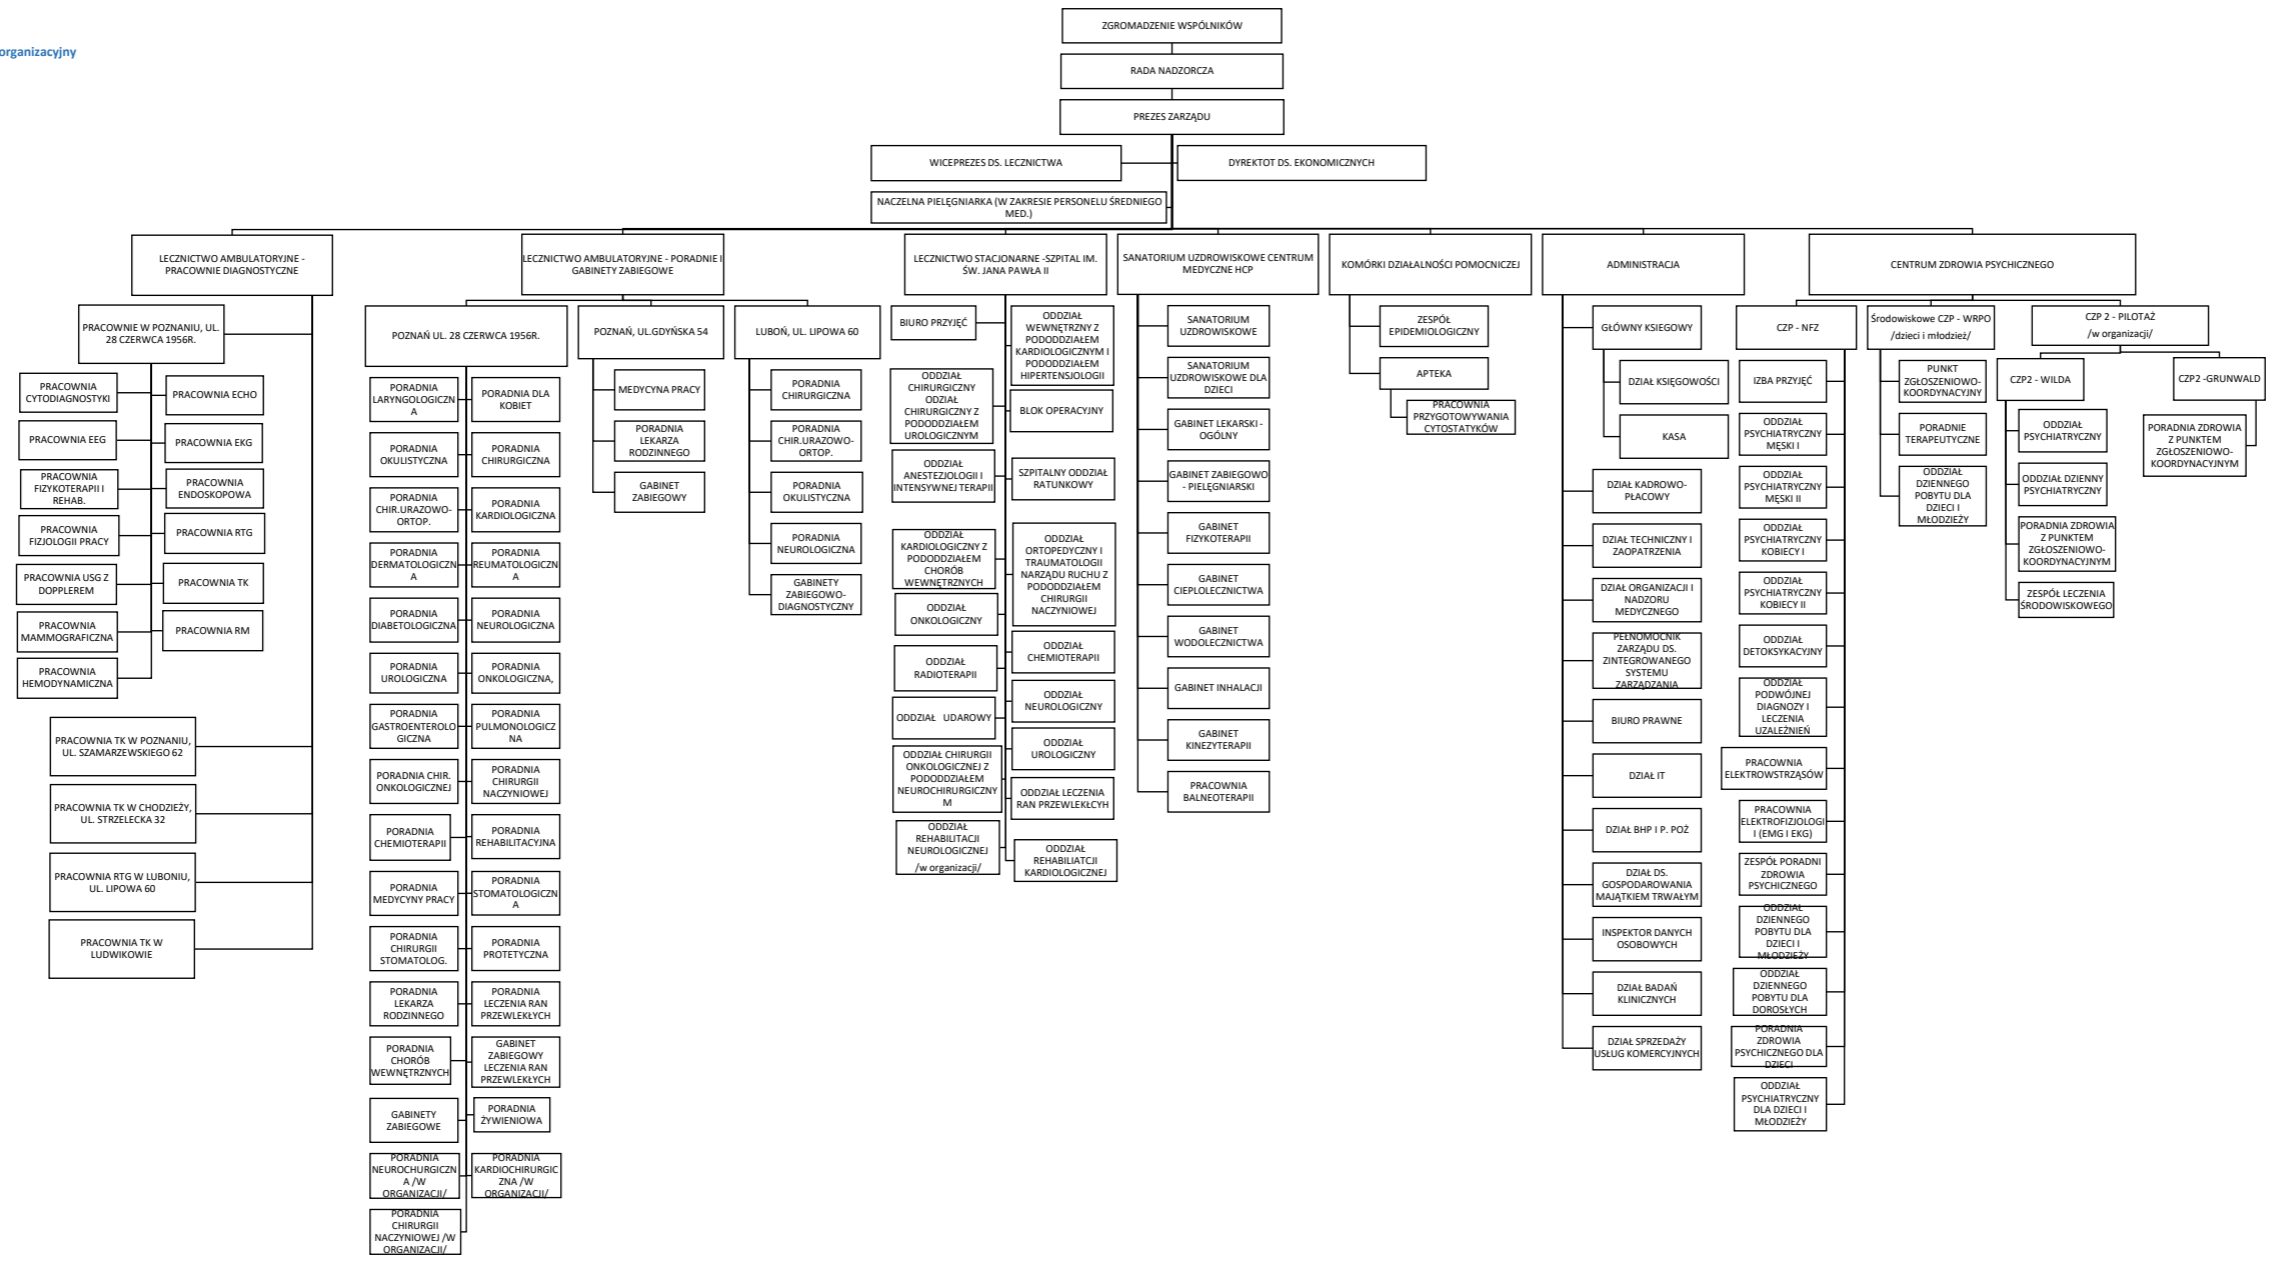 organizacyjny
ZGROMADZENIE WSPÓLNIKÓW
RADA NADZORCZA
PREZES ZARZĄDU
WICEPREZES DS. LECZNICTWA
DYREKTOT DS. EKONOMICZNYCH
NACZELNA PIELĘGNIARKA (W ZAKRESIE PERSONELU ŚREDNIEGO
MED.)
LECZNICTWO AMBULATORYJNE -
PRACOWNIE DIAGNOSTYCZNE
PRACOWNIE W POZNANIU, UL.
28 CZERWCA 1956R.
PRACOWNIA
CYTODIAGNOSTYKI
PRACOWNIA ECHO
PRACOWNIA EEG
PRACOWNIA EKG
PRACOWNIA
FIZYKOTERAPII I
REHAB.
PRACOWNIA
ENDOSKOPOWA
PRACOWNIA
FIZJOLOGII PRACY
PRACOWNIA RTG
PRACOWNIA USG Z
DOPPLEREM
PRACOWNIA TK
PRACOWNIA
MAMMOGRAFICZNA
PRACOWNIA RM
PRACOWNIA
HEMODYNAMICZNA
PRACOWNIA TK W POZNANIU,
UL. SZAMARZEWSKIEGO 62
PRACOWNIA TK W CHODZIEŻY,
UL. STRZELECKA 32
PRACOWNIA RTG W LUBONIU,
UL. LIPOWA 60
PRACOWNIA TK W
LUDWIKOWIE
LECZNICTWO AMBULATORYJNE - PORADNIE I
GABINETY ZABIEGOWE
POZNAŃ UL. 28 CZERWCA 1956R.
PORADNIA
LARYNGOLOGICZN
A
PORADNIA DLA
KOBIET
PORADNIA
OKULISTYCZNA
PORADNIA
CHIRURGICZNA
PORADNIA
CHIR.URAZOWO-
ORTOP.
PORADNIA
KARDIOLOGICZNA
PORADNIA
DERMATOLOGICZN
A
PORADNIA
REUMATOLOGICZN
A
PORADNIA
DIABETOLOGICZNA
PORADNIA
NEUROLOGICZNA
PORADNIA
UROLOGICZNA
PORADNIA
ONKOLOGICZNA,
PORADNIA
GASTROENTEROLO
GICZNA
PORADNIA
PULMONOLOGICZ
NA
PORADNIA CHIR.
ONKOLOGICZNEJ
PORADNIA
CHIRURGII
NACZYNIOWEJ
PORADNIA
CHEMIOTERAPII
PORADNIA
REHABILITACYJNA
PORADNIA
MEDYCYNY PRACY
PORADNIA
STOMATOLOGICZN
A
PORADNIA
CHIRURGII
STOMATOLOG.
PORADNIA
PROTETYCZNA
PORADNIA
LEKARZA
RODZINNEGO
PORADNIA
LECZENIA RAN
PRZEWLEKŁYCH
PORADNIA
CHORÓB
WEWNĘTRZNYCH
GABINET
ZABIEGOWY
LECZENIA RAN
PRZEWLEKŁYCH
GABINETY
ZABIEGOWE
PORADNIA
ŻYWIENIOWA
PORADNIA
NEUROCHURGICZN
A /W
ORGANIZACJI/
PORADNIA
KARDIOCHIRURGIC
ZNA /W
ORGANIZACJI/
PORADNIA
CHIRURGII
NACZYNIOWEJ /W
ORGANIZACJI/
POZNAŃ, UL.GDYŃSKA 54
MEDYCYNA PRACY
PORADNIA
LEKARZA
RODZINNEGO
GABINET
ZABIEGOWY
LUBOŃ, UL. LIPOWA 60
PORADNIA
CHIRURGICZNA
PORADNIA
CHIR.URAZOWO-
ORTOP.
PORADNIA
OKULISTYCZNA
PORADNIA
NEUROLOGICZNA
GABINETY
ZABIEGOWO-
DIAGNOSTYCZNY
LECZNICTWO STACJONARNE -SZPITAL IM.
ŚW. JANA PAWŁA II
BIURO PRZYJĘĆ
ODDZIAŁ
WEWNĘTRZNY Z
PODODDZIAŁEM
KARDIOLOGICZNYM I
PODODDZIAŁEM
HIPERTENSJOLOGII
ODDZIAŁ
CHIRURGICZNY
ODZIAŁ
CHIRURGICZNY Z
PODODDZIAŁEM
UROLOGICZNYM
BLOK OPERACYJNY
ODDZIAŁ
ANESTEZJOLOGII I
INTENSYWNEJ TERAPII
SZPITALNY ODDZIAŁ
RATUNKOWY
ODDZIAŁ
KARDIOLOGICZNY Z
PODODDZIAŁEM
CHORÓB
WEWNĘTRZNYCH
ODDZIAŁ
ORTOPEDYCZNY I
TRAUMATOLOGII
NARZĄDU RUCHU Z
PODODDZIAŁEM
CHIRURGII
NACZYNIOWEJ
ODDZIAŁ
ONKOLOGICZNY
ODDZIAŁ
CHEMIOTERAPII
ODDZIAŁ
RADIOTERAPII
ODDZIAŁ
NEUROLOGICZNY
ODDZIAŁ UDAROWY
ODDZIAŁ
UROLOGICZNY
ODDZIAŁ CHIRURGII
ONKOLOGICZNEJ Z
PODODDZIAŁEM
NEUROCHIRURGICZNY
M
ODDZIAŁ LECZENIA
RAN PRZEWLEKŁCYH
ODDZIAŁ
REHABILITACJI
NEUROLOGICZNEJ
/w organizacji/
ODDZIAŁ
REHABILIATCJI
KARDIOLOGICZNEJ
SANATORIUM UZDROWISKOWE CENTRUM
MEDYCZNE HCP
SANATORIUM
UZDROWISKOWE
SANATORIUM
UZDROWISKOWE DLA
DZIECI
GABINET LEKARSKI -
OGÓLNY
GABINET ZABIEGOWO
- PIELĘGNIARSKI
GABINET
FIZYKOTERAPII
GABINET
CIEPLOLECZNICTWA
GABINET
WODOLECZNICTWA
GABINET INHALACJI
GABINET
KINEZYTERAPII
PRACOWNIA
BALNEOTERAPII
KOMÓRKI DZIAŁALNOŚCI POMOCNICZEJ
ZESPÓŁ
EPIDEMIOLOGICZNY
APTEKA
PRACOWNIA
PRZYGOTOWYWANIA
CYTOSTATYKÓW
ADMINISTRACJA
GŁÓWNY KSIEGOWY
DZIAŁ KSIĘGOWOŚCI
KASA
DZIAŁ KADROWO-
PŁACOWY
DZIAŁ TECHNICZNY I
ZAOPATRZENIA
DZIAŁ ORGANIZACJI I
NADZORU
MEDYCZNEGO
PEŁNOMOCNIK
ZARZĄDU DS.
ZINTEGROWANEGO
SYSTEMU
ZARZĄDZANIA
BIURO PRAWNE
DZIAŁ IT
DZIAŁ BHP I P. POŻ
DZIAŁ DS.
GOSPODAROWANIA
MAJĄTKIEM TRWAŁYM
INSPEKTOR DANYCH
OSOBOWYCH
DZIAŁ BADAŃ
KLINICZNYCH
DZIAŁ SPRZEDAŻY
USŁUG KOMERCYJNYCH
CENTRUM ZDROWIA PSYCHICZNEGO
CZP - NFZ
IZBA PRZYJĘĆ
ODDZIAŁ
PSYCHIATRYCZNY
MĘSKI I
ODDZIAŁ
PSYCHIATRYCZNY
MĘSKI II
ODDZIAŁ
PSYCHIATRYCZNY
KOBIECY I
ODDZIAŁ
PSYCHIATRYCZNY
KOBIECY II
ODDZIAŁ
DETOKSYKACYJNY
ODDZIAŁ
PODWÓJNEJ
DIAGNOZY I
LECZENIA
UZALEŻNIEŃ
PRACOWNIA
ELEKTROWSTRZĄSÓW
PRACOWNIA
ELEKTROFIZJOLOGI
I (EMG I EKG)
ZESPÓŁ PORADNI
ZDROWIA
PSYCHICZNEGO
ODDZIAŁ
DZIENNEGO
POBYTU DLA
DZIECI I
MŁODZIEŻY
ODDZIAŁ
DZIENNEGO
POBYTU DLA
DOROSŁYCH
PORADNIA
ZDROWIA
PSYCHICZNEGO DLA
DZIECI
ODDZIAŁ
PSYCHIATRYCZNY
DLA DZIECI I
MŁODZIEŻY
Środowiskowe CZP - WRPO
/dzieci i młodzież/
PUNKT
ZGŁOSZENIOWO-
KOORDYNACYJNY
PORADNIE
TERAPEUTYCZNE
ODDZIAŁ
DZIENNEGO
POBYTU DLA
DZIECI I
MŁODZIEŻY
CZP 2 - PILOTAŻ
/w organizacji/
CZP2 - WILDA
ODDZIAŁ
PSYCHIATRYCZNY
ODDZIAŁ DZIENNY
PSYCHIATRYCZNY
PORADNIA ZDROWIA
Z PUNKTEM
ZGŁOSZENIOWO-
KOORDYNACYJNYM
ZESPÓŁ LECZENIA
ŚRODOWISKOWEGO
CZP2 -GRUNWALD
PORADNIA ZDROWIA
Z PUNKTEM
ZGŁOSZENIOWO-
KOORDYNACYJNYM